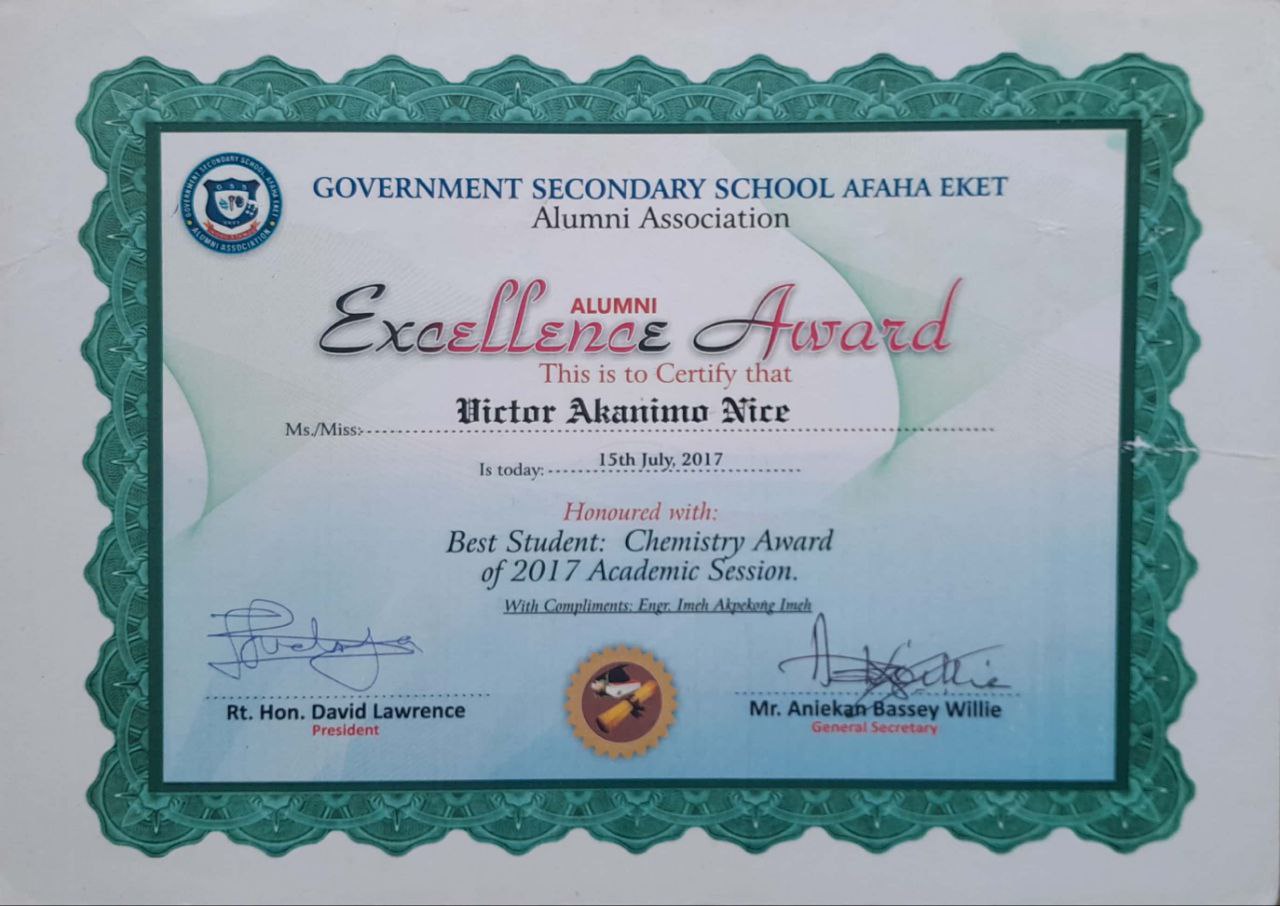 GOVERNMENT SECONDARY SCHOOL AFAHA EKET
ALUMNI ASSOCIATION
GOVERNMENT SECONDARY SCHOOL AFAHA EKET
Alumni Association
ALUMNI
Excellence Award
This is to Certify that
Ms./Miss: Victor Akanimo Nice
Is today: 15th July, 2017
Honoured with:
Best Student: Chemistry Award
of 2017 Academic Session.
With Compliments: Engr. Imeh Akpekong Imeh
Rt. Hon. David Lawrence
President
Mr. Aniekan Bassey Willie
General Secretary